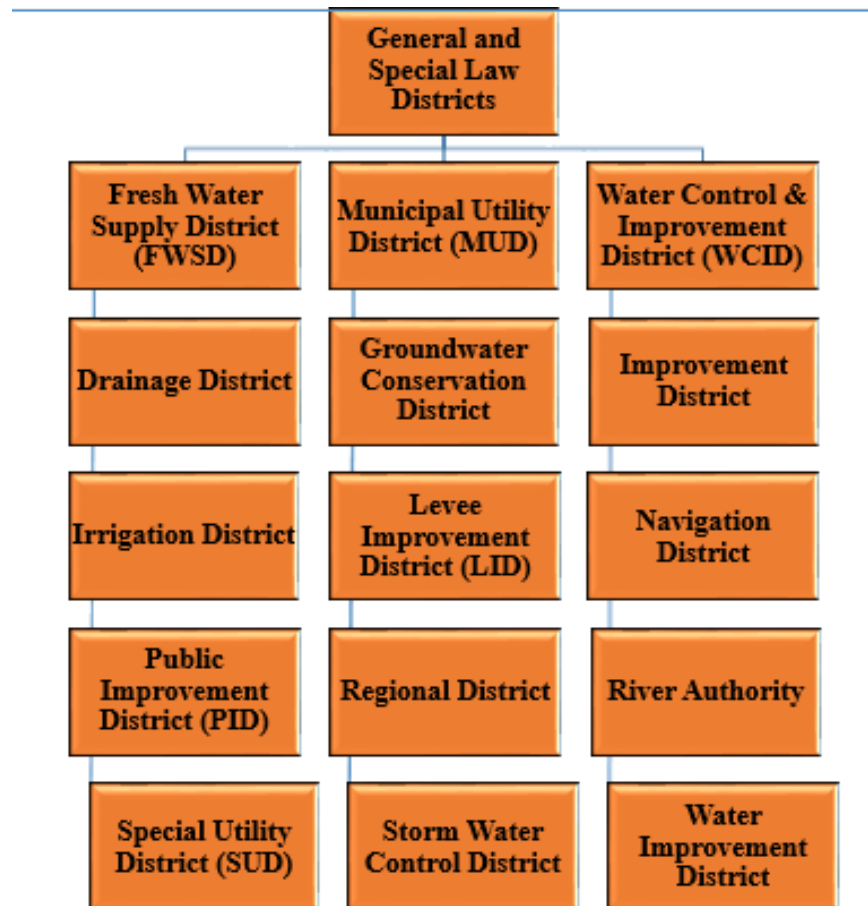 General and
Special Law
Districts
Fresh Water
Supply District
(FWSD)
Municipal Utility
District (MUD)
Water Control &
Improvement
District (WCID)
Drainage District
Groundwater
Conservation
District
Improvement
District
Irrigation District
Levee
Improvement
District (LID)
Navigation
District
Public
Improvement
District (PID)
Regional District
River Authority
Special Utility
District (SUD)
Storm Water
Control District
Water
Improvement
District